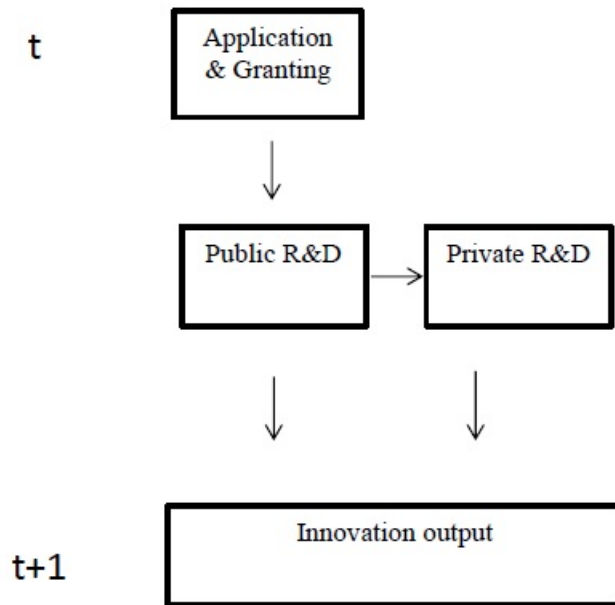 t
Application
& Granting
Public R&D
Private R&D
Innovation output
t+1